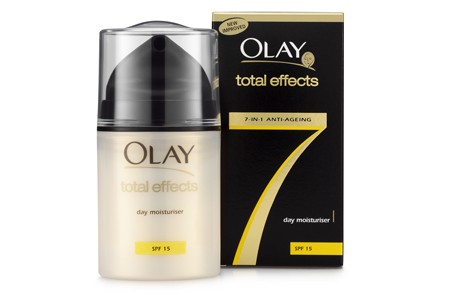 OLAY
total effects
day moisturiser
SPF 15
NEW
IMPROVED
OLAY
total effects
7-IN-1 ANTI-AGEING
7
day moisturiser
SPF 15